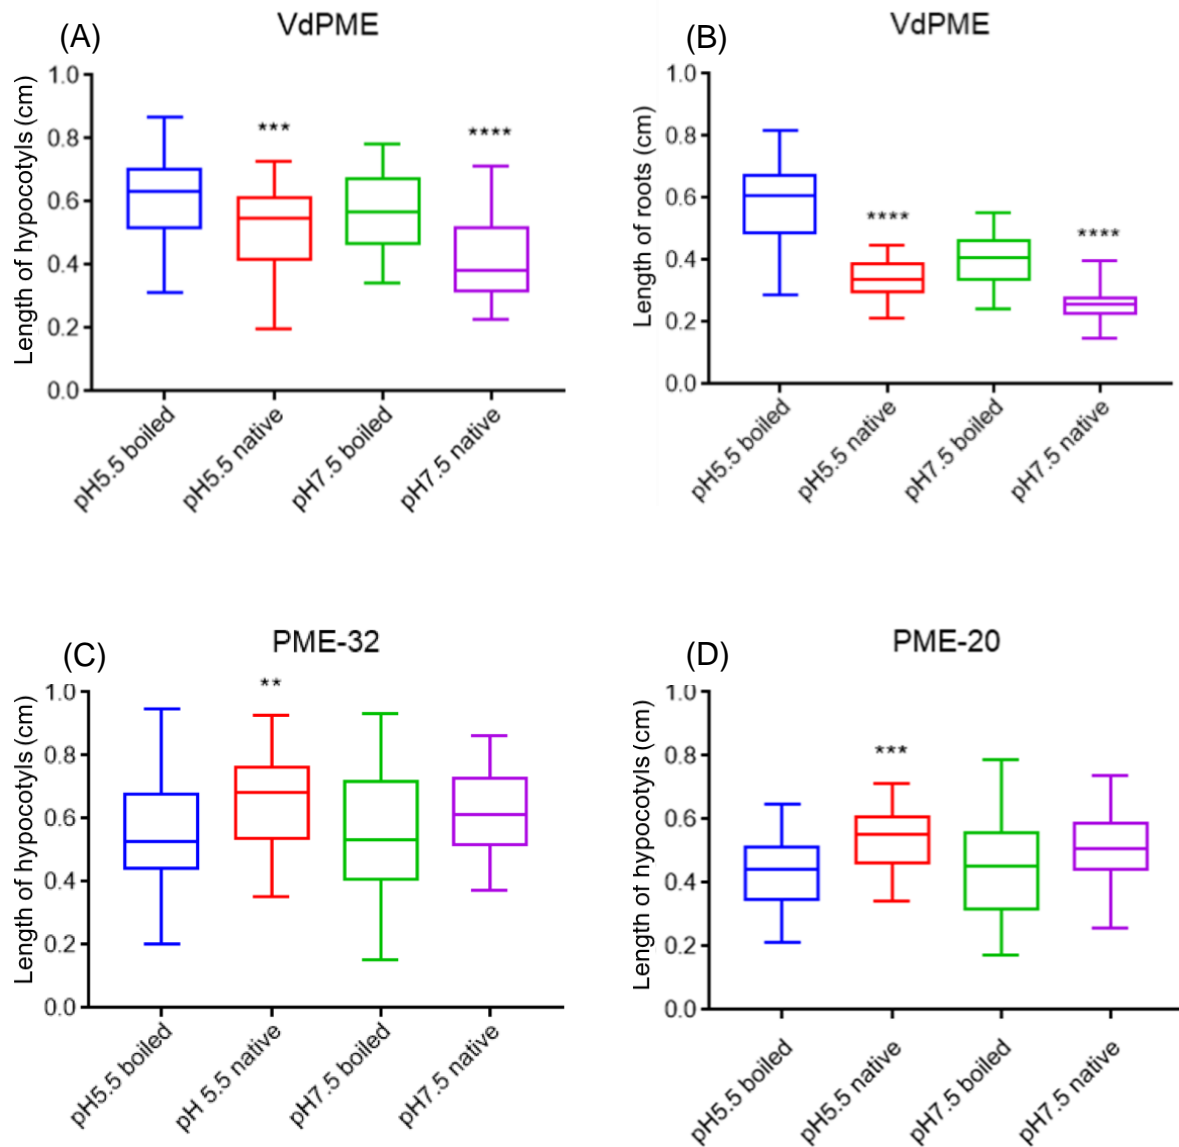 (A)
VdPME
Length of hypocotyls (cm)
1.0
0.8
0.6
0.4
0.2
0.0
***
****
pH5.5 boiled
pH5.5 native
pH7.5 boiled
pH7.5 native
(B)
VdPME
Length of roots (cm)
1.0
0.8
0.6
0.4
0.2
0.0
****
****
pH5.5 boiled
pH5.5 native
pH7.5 boiled
pH7.5 native
(C)
PME-32
Length of hypocotyls (cm)
1.0
0.8
0.6
0.4
0.2
0.0
**
pH5.5 boiled
pH 5.5 native
pH7.5 boiled
pH7.5 native
(D)
PME-20
Length of hypocotyls (cm)
1.0
0.8
0.6
0.4
0.2
0.0
***
pH5.5 boiled
pH5.5 native
pH7.5 boiled
pH7.5 native